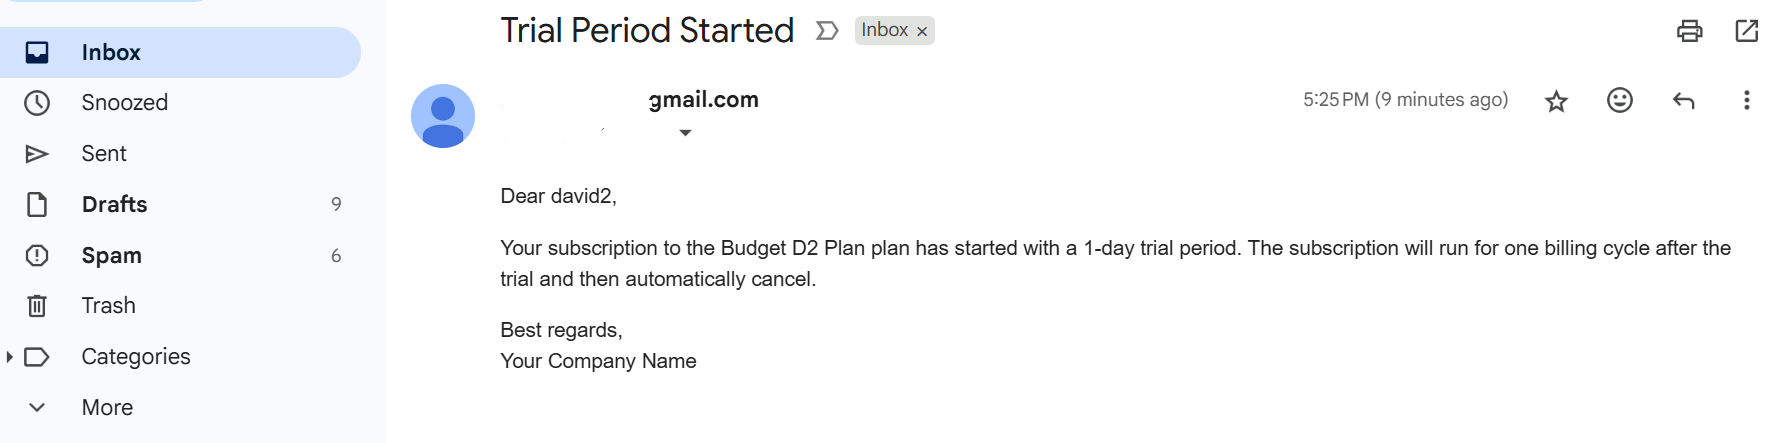 Trial Period Started
Inbox ×
Inbox
Snoozed
Sent
Drafts 9
Spam 6
Trash
Categories
More
gmail.com
5:25 PM (9 minutes ago)
Dear david2,
Your subscription to the Budget D2 Plan plan has started with a 1-day trial period. The subscription will run for one billing cycle after the
trial and then automatically cancel.
Best regards,
Your Company Name